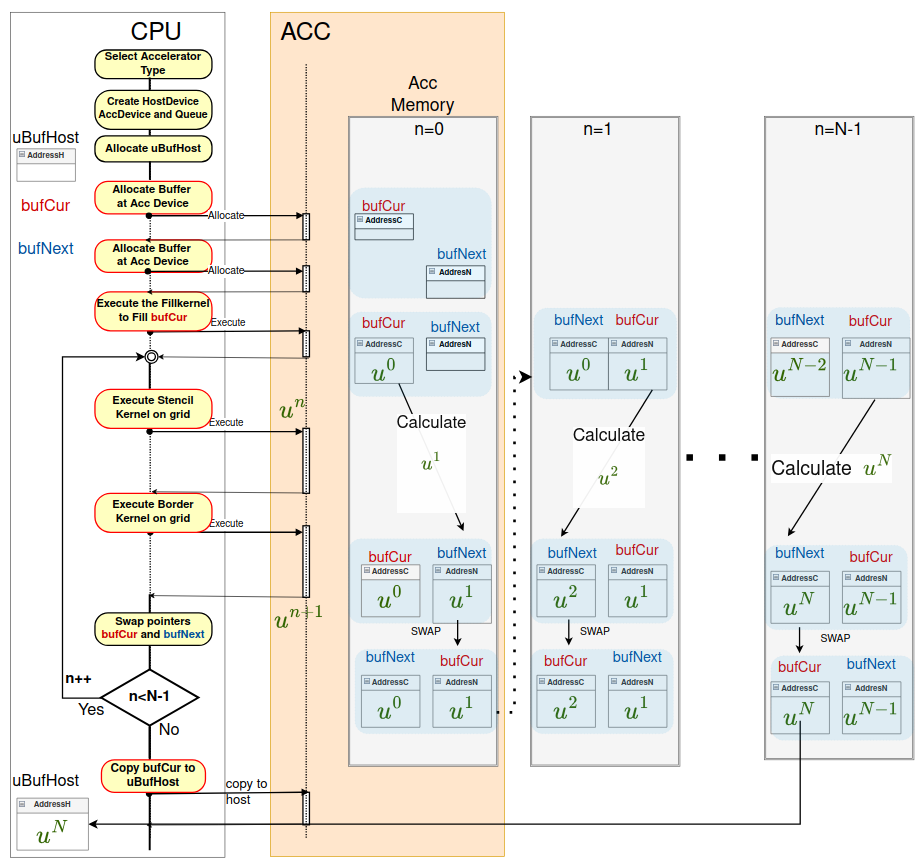 CPU
Select Accelerator
Type
Create HostDevice
AccDevice and Queue
uBufHost
Allocate uBufHost
AddressH
Allocate Buffer
at Acc Device
bufCur
Allocate
bufNext
Allocate Buffer
at Acc Device
Allocate
Execute the Fillkernel
to Fill bufCur
Execute
Execute Stencil
Kernel on grid
Execute
Execute Border
Kernel on grid
Execute
Swap pointers
bufCur and bufNext
n++
n<N-1
Yes
No
Copy bufCur to
uBufHost
copy to
host
uBufHost
AddressH
u^N
ACC
u^n
u^{n+1}
Acc
Memory
n=0
bufCur
AddressC
bufNext
AddresN
bufCur bufNext
AddressC AddresN
u^0
Calculate
u^1
bufCur bufNext
AddressC AddresN
u^0 u^1
SWAP
bufNext bufCur
AddressC AddresN
u^0 u^1
n=1
bufNext bufCur
AddressC AddresN
u^0 u^1
Calculate
u^2
bufNext bufCur
AddressC AddresN
u^2 u^1
SWAP
bufCur bufNext
AddressC AddresN
u^2 u^1
n=N-1
bufNext bufCur
AddressC AddresN
u^{N-2} u^{N-1}
Calculate u^N
bufNext bufCur
AddressC AddresN
u^N u^{N-1}
SWAP
bufCur bufNext
AddressC AddresN
u^N u^{N-1}